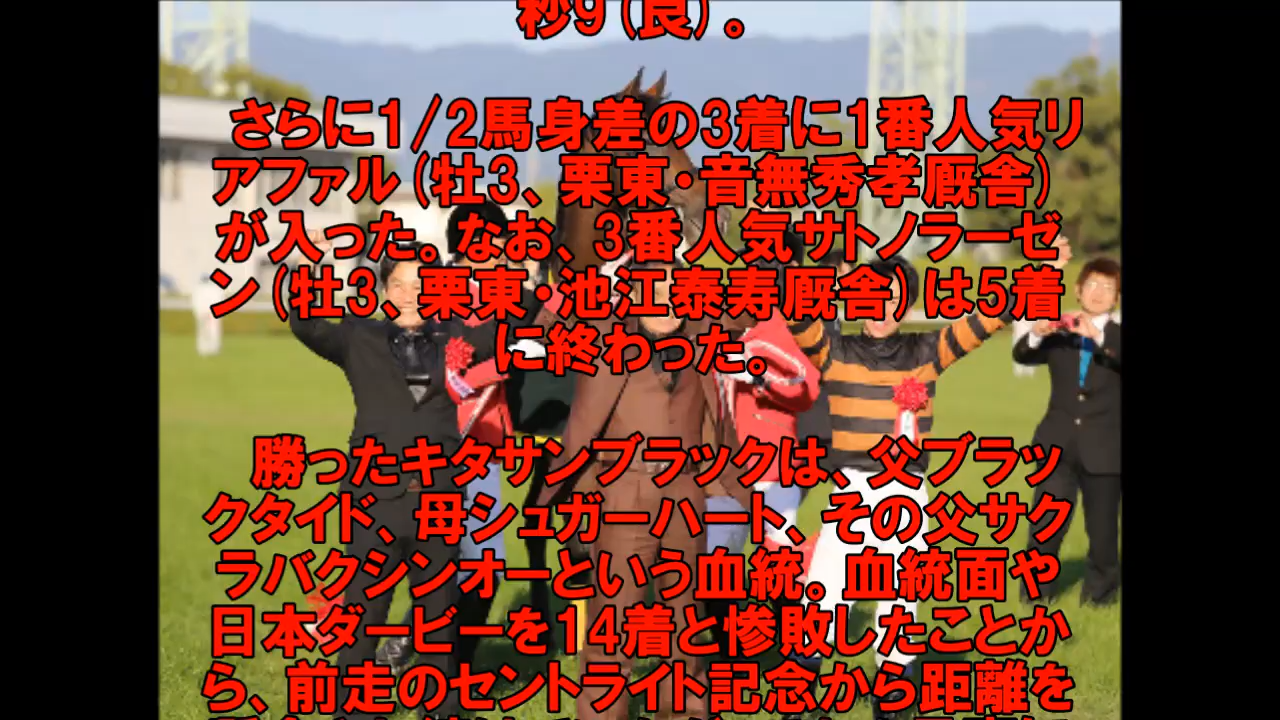 秒9(良)。
さらに1/2馬身差の3着に1番人気リ
アファル(牡3、栗東・音無秀孝厩舎)
が入った。なお、3番人気サトノラーゼ
ン(牡3、栗東・池江泰寿厩舎)は5着
に終わった。
勝ったキタサンブラックは、父ブラッ
クタイド、母シュガーハート、その父サク
ラバクシンオーという血統。血統面や
日本ダービーを14着と惨敗したことか
ら、前走のセントライト記念から距離を